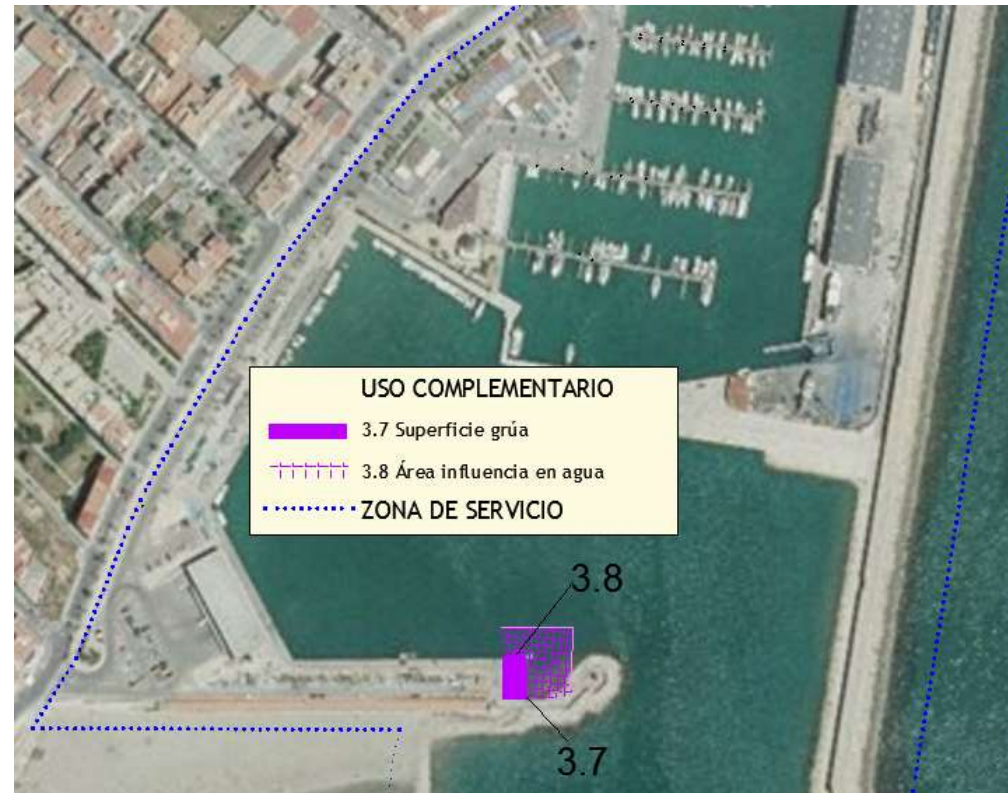 USO COMPLEMENTARIO
3.7 Superficie grúa
3.8 Área influencia en agua
ZONA DE SERVICIO
3.8
3.7